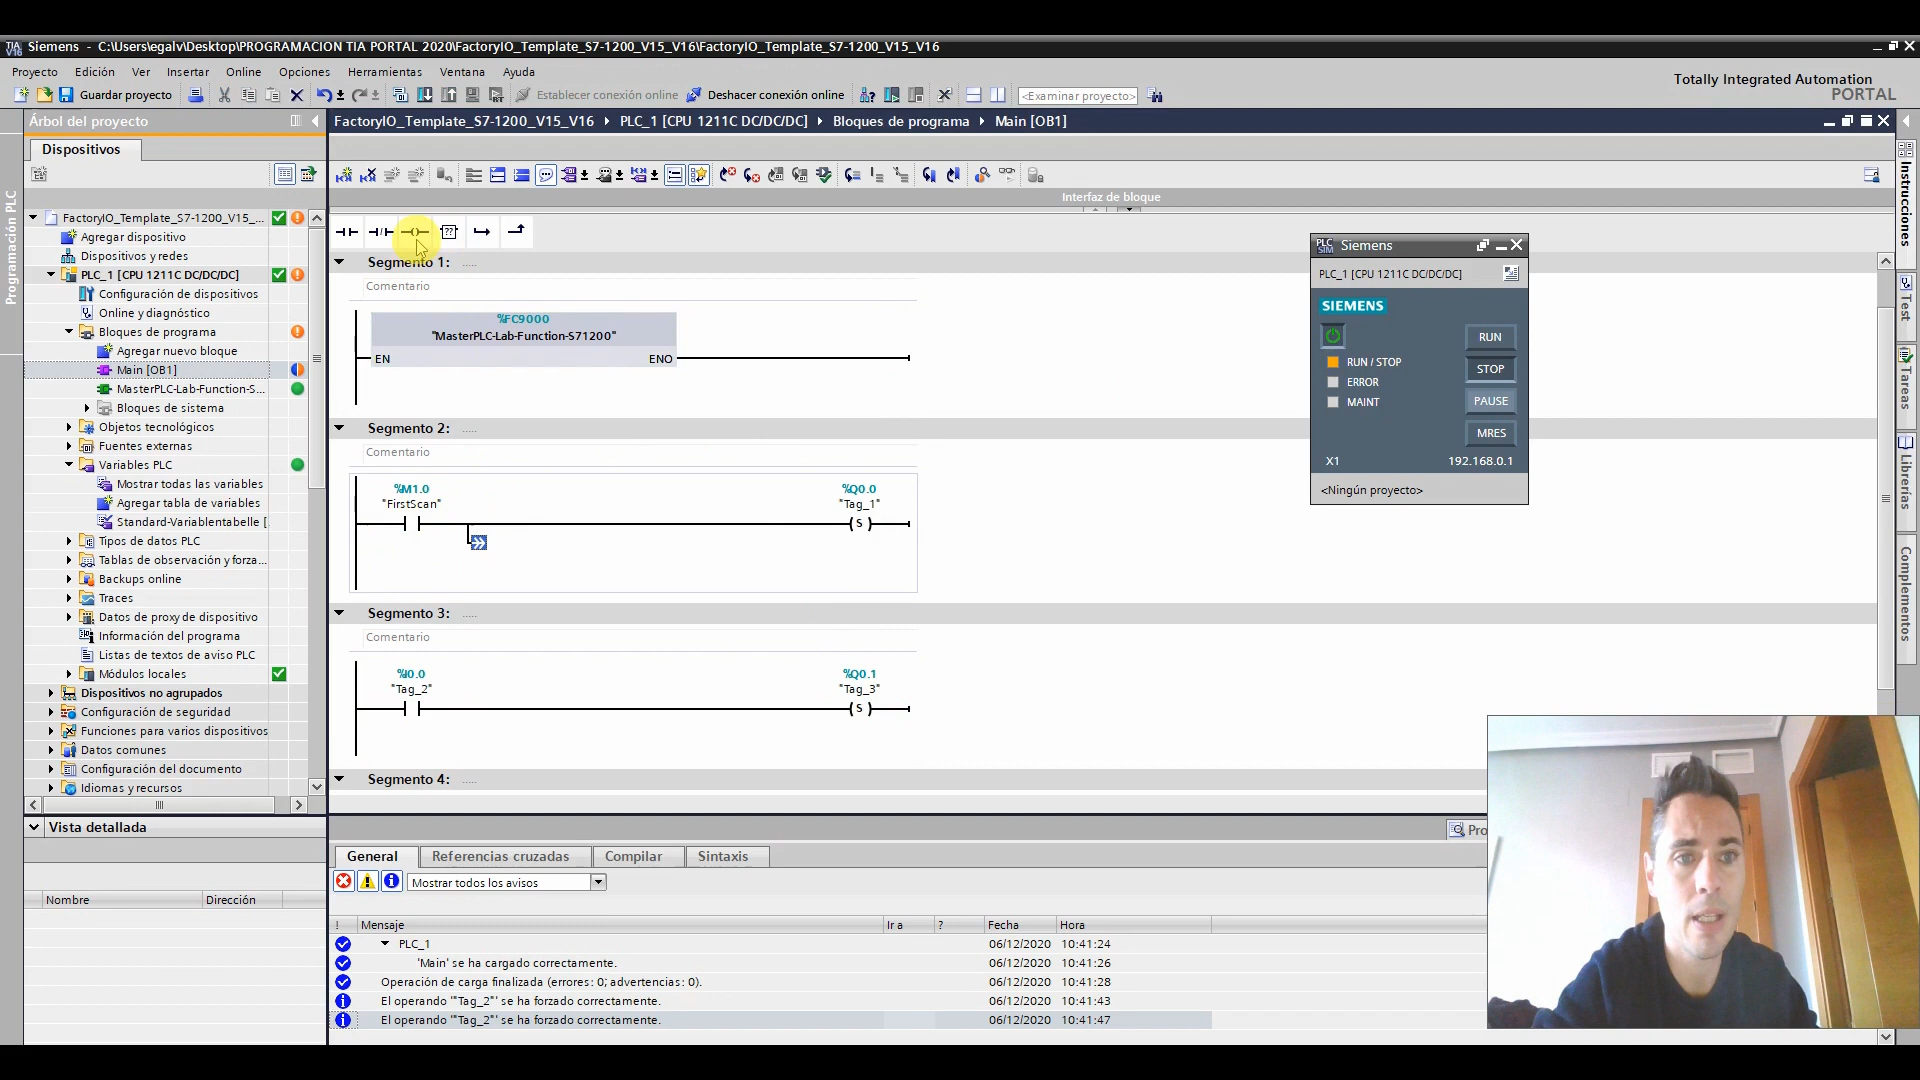 Siemens - C:\Users\egalv\Desktop\PROGRAMACION TIA PORTAL 2020\FactoryIO_Template_S7-1200_V15_V16\FactoryIO_Template_S7-1200_V15_V16
Proyecto Edición Ver Insertar Online Opciones Herramientas Ventana Ayuda
Totally Integrated Automation
PORTAL
Guardar proyecto
Establecer conexión online
Deshacer conexión online
<Examinar proyecto>
Árbol del proyecto
FactoryIO_Template_S7-1200_V15_V16 PLC_1 [CPU 1211C DC/DC/DC] Bloques de programa Main [OB1]
Dispositivos
Programación PLC
FactoryIO_Template_S7-1200_V15_...
Agregar dispositivo
Dispositivos y redes
PLC_1 [CPU 1211C DC/DC/DC]
Configuración de dispositivos
Online y diagnóstico
Bloques de programa
Agregar nuevo bloque
Main [OB1]
MasterPLC-Lab-Function-S...
Bloques de sistema
Objetos tecnológicos
Fuentes externas
Variables PLC
Mostrar todas las variables
Agregar tabla de variables
Standard-Variablentabelle [
Tipos de datos PLC
Tablas de observación y forza...
Backups online
Traces
Datos de proxy de dispositivo
Información del programa
Listas de textos de aviso PLC
Módulos locales
Dispositivos no agrupados
Configuración de seguridad
Funciones para varios dispositivos
Datos comunes
Configuración del documento
Idiomas y recursos
Vista detallada
Nombre Dirección
Interfaz de bloque
??
Segmento 1: .....
Comentario
%FC9000
"MasterPLC-Lab-Function-S71200"
EN ENO
Segmento 2: .....
Comentario
%M1.0 %Q0.0
"FirstScan" "Tag_1"
S
Segmento 3: .....
Comentario
%I0.0 %Q0.1
"Tag_2" "Tag_3"
S
Segmento 4: .....
PLC SIM Siemens
PLC_1 [CPU 1211C DC/DC/DC]
SIEMENS
RUN
RUN / STOP
STOP
ERROR
PAUSE
MAINT
MRES
X1 192.168.0.1
<Ningún proyecto>
Instrucciones
Test
Tareas
Librerías
Complementos
Pro
General Referencias cruzadas Compilar Sintaxis
Mostrar todos los avisos
! Mensaje Ir a ? Fecha Hora
PLC_1 06/12/2020 10:41:24
'Main' se ha cargado correctamente. 06/12/2020 10:41:26
Operación de carga finalizada (errores: 0; advertencias: 0). 06/12/2020 10:41:28
El operando '"Tag_2"' se ha forzado correctamente. 06/12/2020 10:41:43
El operando '"Tag_2"' se ha forzado correctamente. 06/12/2020 10:41:47